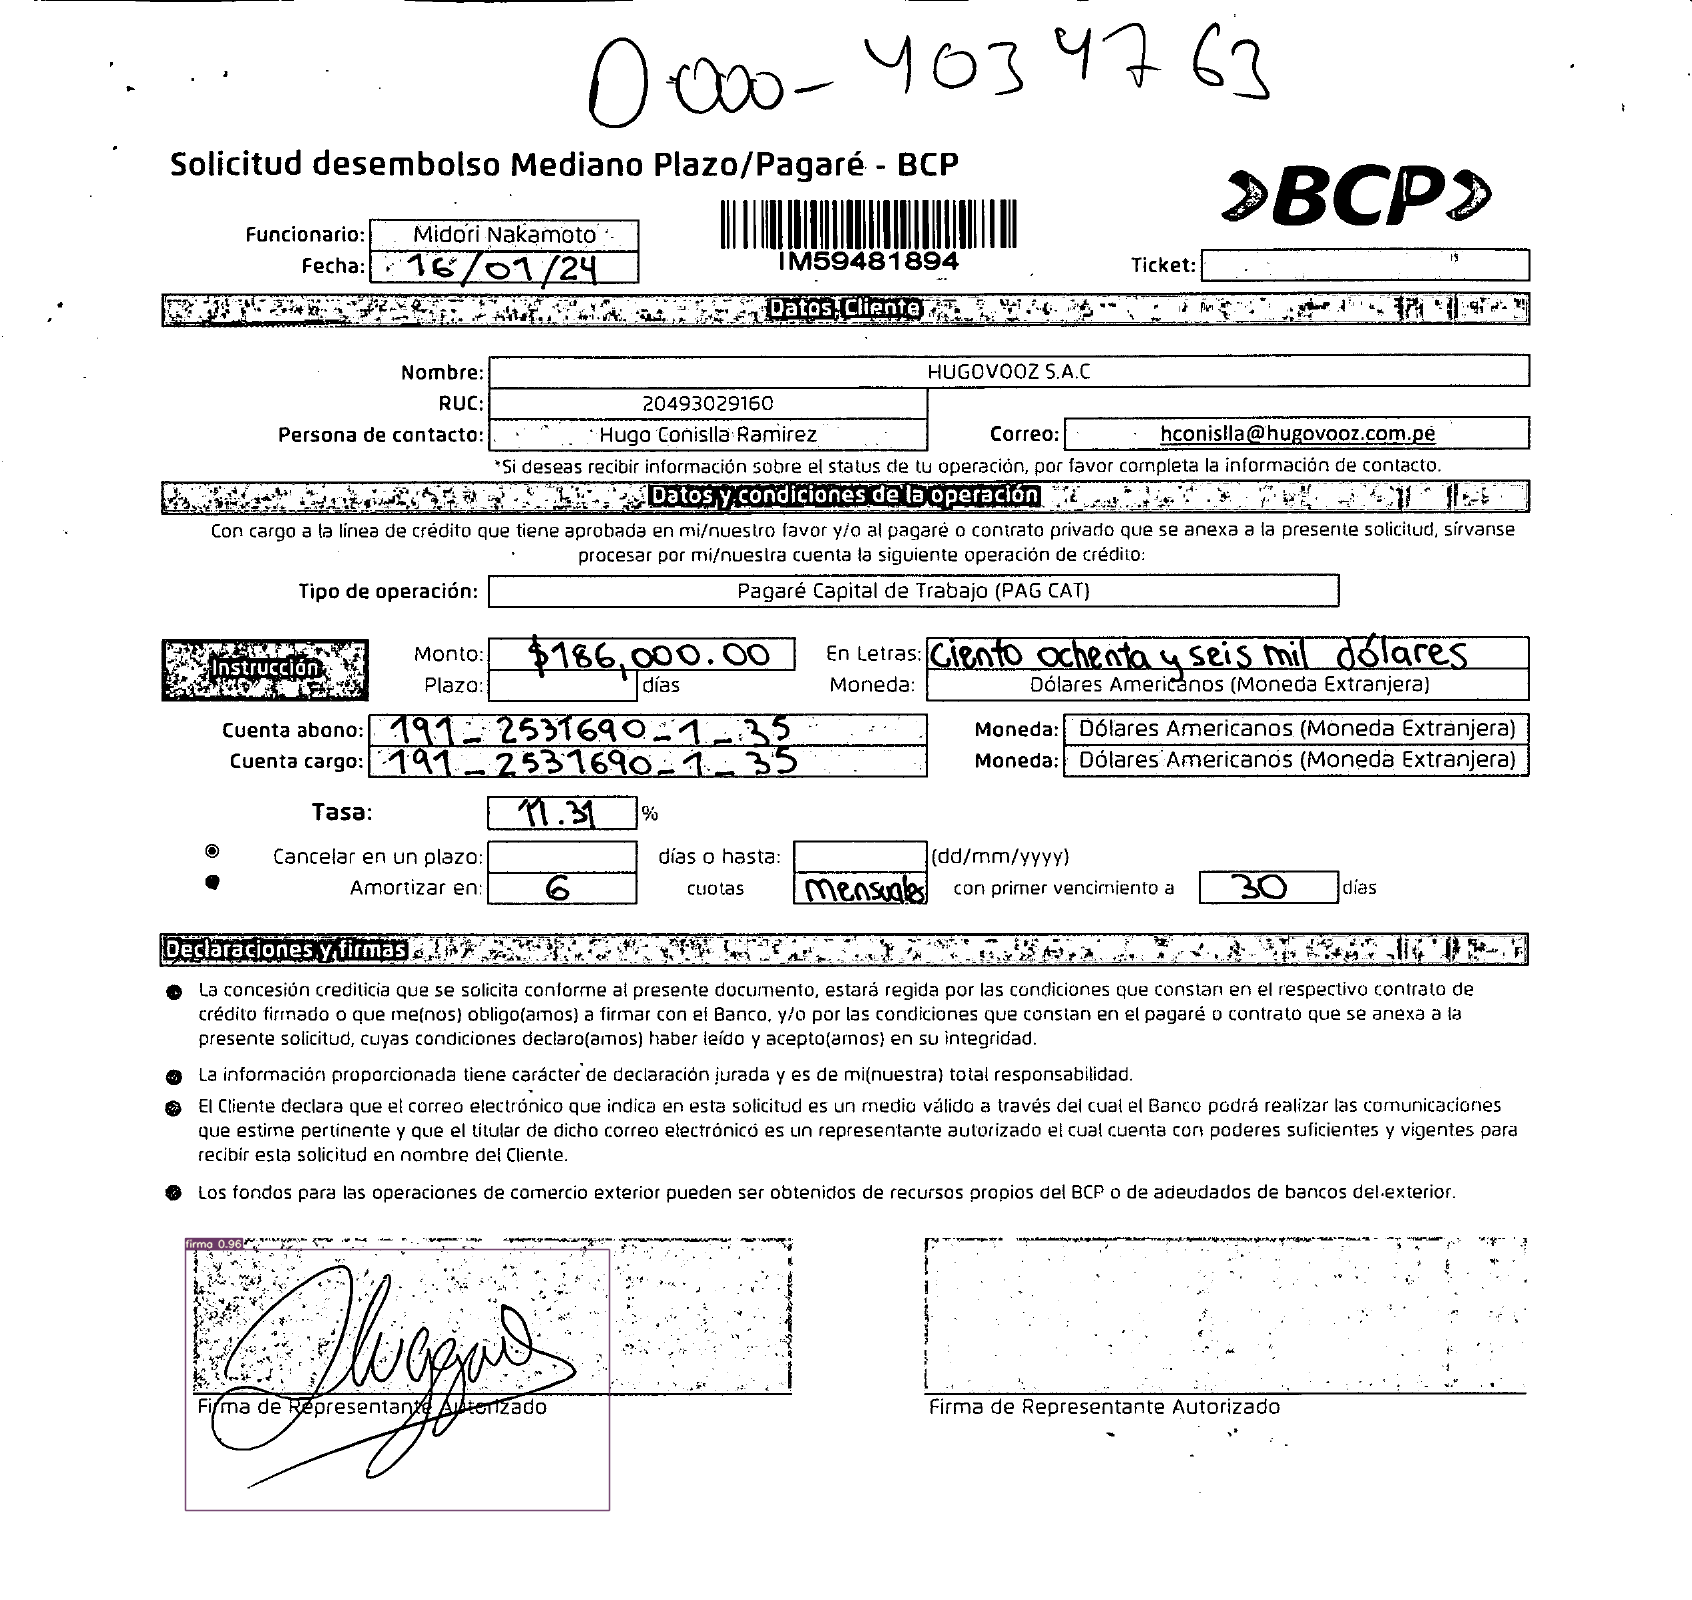 D000-4034763
Solicitud desembolso Mediano Plazo/Pagaré - BCP
»BCP»
Funcionario: Midori Nakamoto
IM59481894
Fecha: 16/01/24
Ticket:
Datos Cliente
Nombre: HUGOVOOZ S.A.C
RUC: 20493029160
Persona de contacto: Hugo Conislla Ramirez Correo: hconislla@hugovooz.com.pe
*Si deseas recibir información sobre el status de tu operación, por favor completa la información de contacto.
Datos y condiciones de la operación
Con cargo a la línea de crédito que tiene aprobada en mi/nuestro favor y/o al pagaré o contrato privado que se anexa a la presente solicitud, sírvanse
procesar por mi/nuestra cuenta la siguiente operación de crédito:
Tipo de operación: Pagaré Capital de Trabajo (PAG CAT)
Instrucción
Monto: $186,000.00 En Letras: Ciento ochenta y seis mil dólares
Plazo: días Moneda: Dólares Americanos (Moneda Extranjera)
Cuenta abono: 191-2531690-1-35 Moneda: Dólares Americanos (Moneda Extranjera)
Cuenta cargo: 191-2531690-1-35 Moneda: Dólares Americanos (Moneda Extranjera)
Tasa: 11.31 %
Cancelar en un plazo: días o hasta: (dd/mm/yyyy)
Amortizar en: 6 cuotas mensuales con primer vencimiento a 30 días
Declaraciones y firmas
La concesión crediticia que se solicita conforme al presente documento, estará regida por las condiciones que constan en el respectivo contrato de
crédito firmado o que me(nos) obligo(amos) a firmar con el Banco, y/o por las condiciones que constan en el pagaré o contrato que se anexa a la
presente solicitud, cuyas condiciones declaro(amos) haber leído y acepto(amos) en su integridad.
La información proporcionada tiene carácter de declaración jurada y es de mi(nuestra) total responsabilidad.
El Cliente declara que el correo electrónico que indica en esta solicitud es un medio válido a través del cual el Banco podrá realizar las comunicaciones
que estime pertinente y que el titular de dicho correo electrónico es un representante autorizado el cual cuenta con poderes suficientes y vigentes para
recibir esta solicitud en nombre del Cliente.
Los fondos para las operaciones de comercio exterior pueden ser obtenidos de recursos propios del BCP o de adeudados de bancos del exterior.
firma 0.96
Firma de Representante Autorizado
Firma de Representante Autorizado